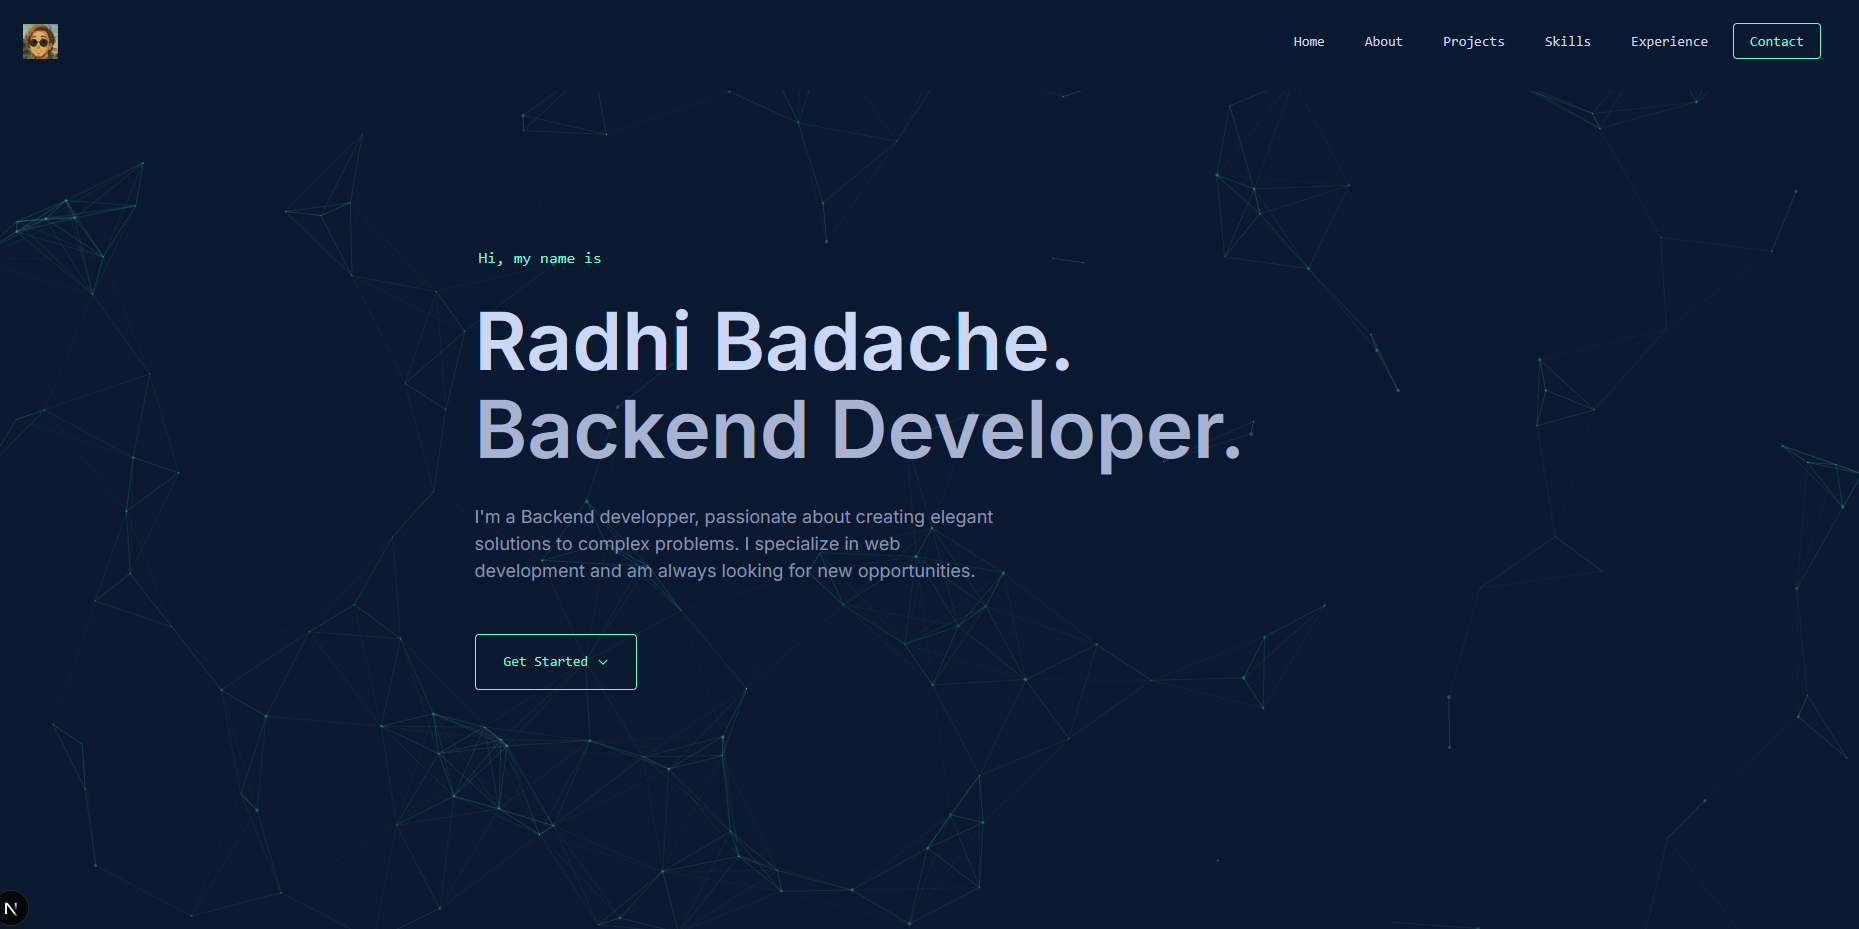 Home About Projects Skills Experience Contact
Hi, my name is
Radhi Badache.
Backend Developer.
I'm a Backend developper, passionate about creating elegant
solutions to complex problems. I specialize in web
development and am always looking for new opportunities.
Get Started
N